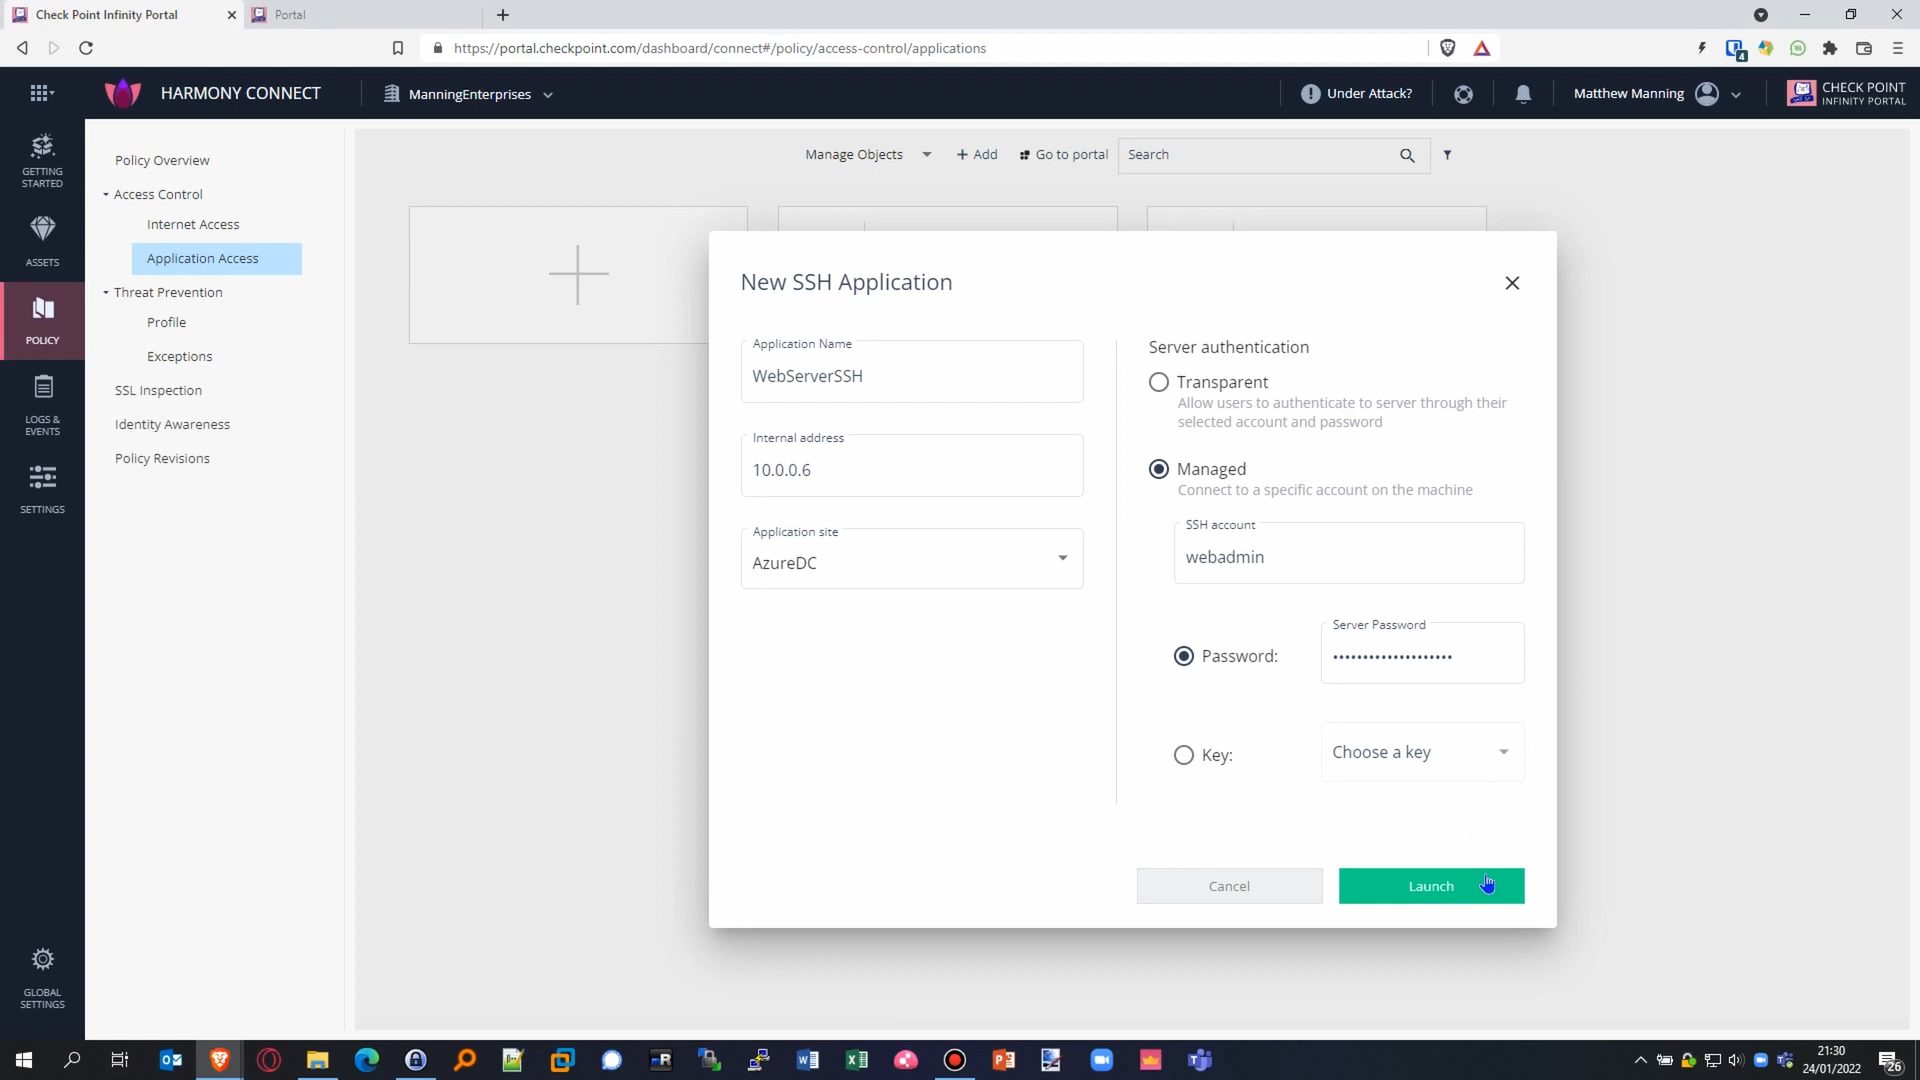 Check Point Infinity Portal
Portal
https://portal.checkpoint.com/dashboard/connect#/policy/access-control/applications
4
HARMONY CONNECT
ManningEnterprises
Under Attack?
Matthew Manning
CHECK POINT
INFINITY PORTAL
GETTING
STARTED
ASSETS
POLICY
LOGS &
EVENTS
SETTINGS
GLOBAL
SETTINGS
Policy Overview
Access Control
Internet Access
Application Access
Threat Prevention
Profile
Exceptions
SSL Inspection
Identity Awareness
Policy Revisions
Manage Objects
Add
Go to portal
Search
New SSH Application
Application Name
WebServerSSH
Internal address
10.0.0.6
Application site
AzureDC
Server authentication
Transparent
Allow users to authenticate to server through their
selected account and password
Managed
Connect to a specific account on the machine
SSH account
webadmin
Password:
Server Password
••••••••••••••••••••
Key:
Choose a key
Cancel
Launch
21:30
24/01/2022
26